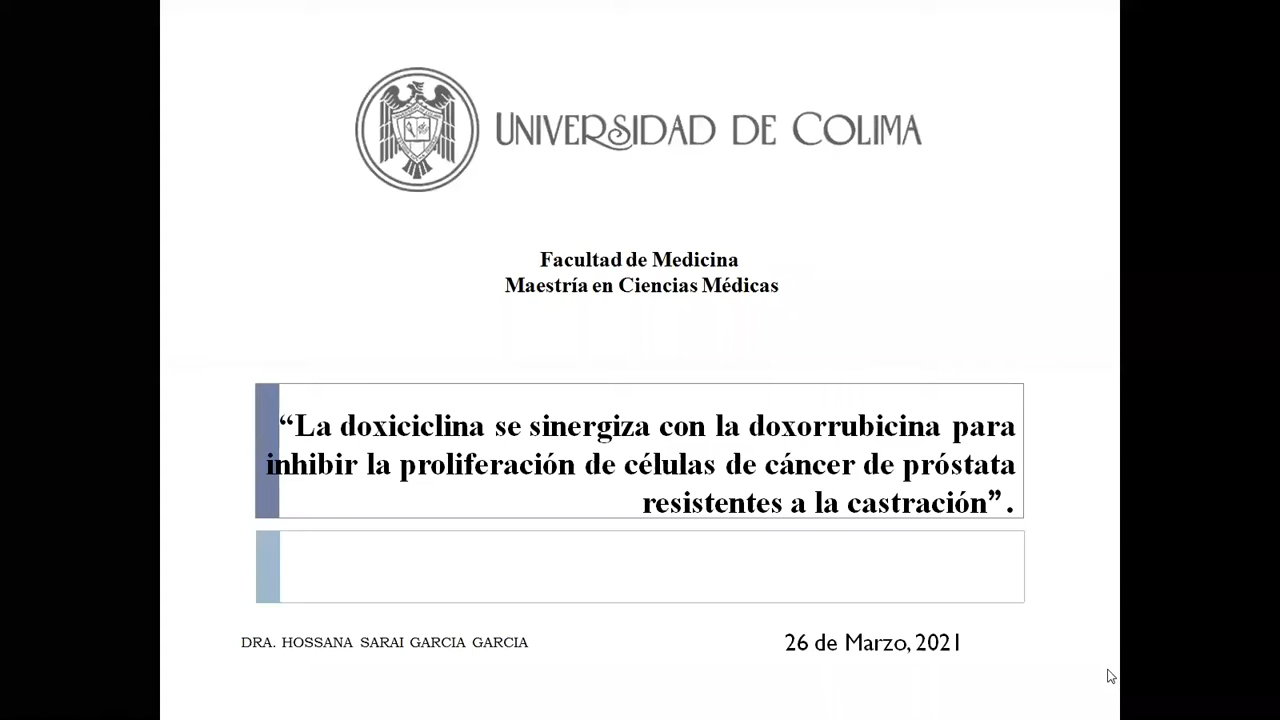 UNIVERSIDAD DE COLIMA
Facultad de Medicina
Maestría en Ciencias Médicas
“La doxiciclina se sinergiza con la doxorrubicina para
inhibir la proliferación de células de cáncer de próstata
resistentes a la castración”.
DRA. HOSSANA SARAI GARCIA GARCIA
26 de Marzo, 2021